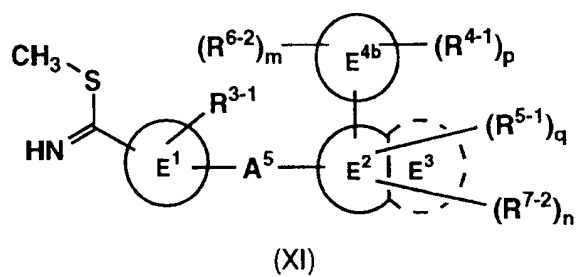 (R⁶⁻²)ₘ E⁴ᵇ (R⁴⁻¹)ₚ
CH₃
S R³⁻¹
(R⁵⁻¹)q
HN E¹ A⁵ E² E³
(R⁷⁻²)ₙ
(XI)